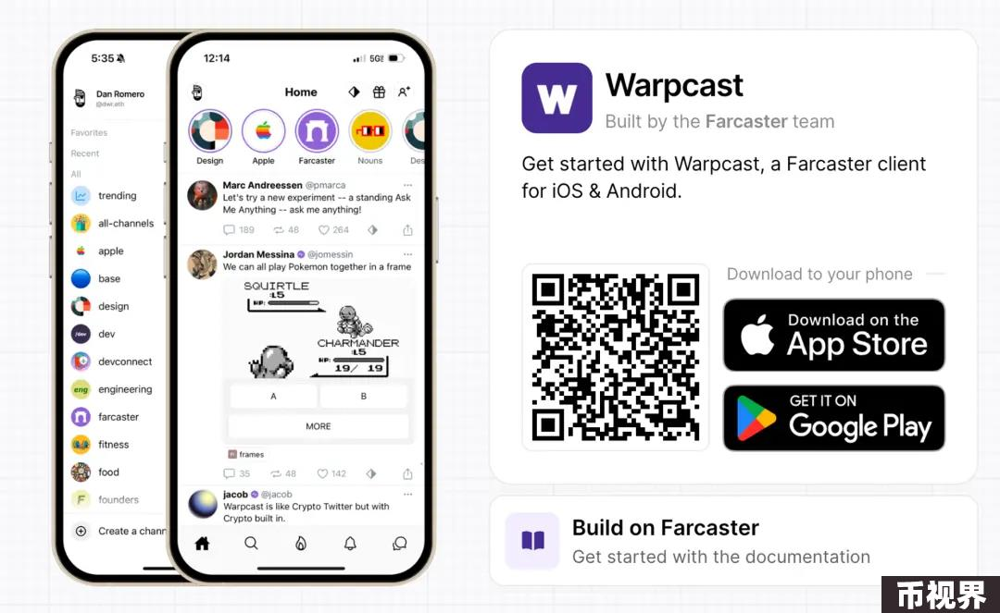 5:35
Dan Romero
@dwr.eth
Favorites
Recent
All
trending
all-channels
apple
base
design
/dev
dev
devconnect
eng
engineering
farcaster
fitness
food
F
founders
Create a chann
12:14
5G
Home
Design
Apple
Farcaster
Nouns
Des
Marc Andreessen @pmarca
Let's try a new experiment -- a standing Ask
Me Anything -- ask me anything!
189 48 264
Jordan Messina @jomessin
We can all play Pokemon together in a frame
SQUIRTLE
:L5
HP:
CHARMANDER
:L5
HP:
19/ 19
A
B
MORE
frames
35 48 142
jacob @jacob
Warpcast is like Crypto Twitter but with
Crypto built in.
W
Warpcast
Built by the Farcaster team
Get started with Warpcast, a Farcaster client
for iOS & Android.
Download to your phone
Download on the
App Store
GET IT ON
Google Play
Build on Farcaster
Get started with the documentation
币视界